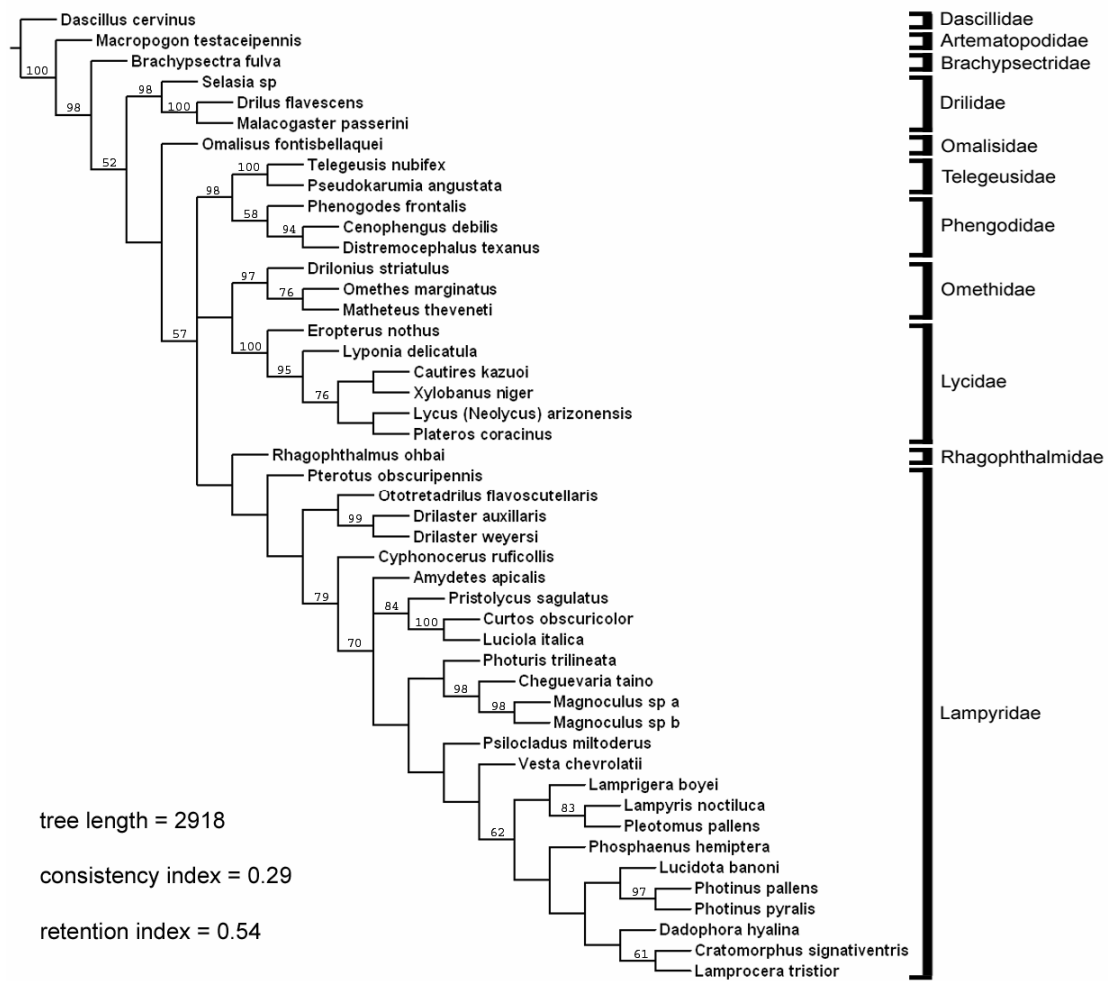 Dascillus cervinus
Dascillidae
Macropogon testaceipennis
Artematopodidae
100
Brachypsectra fulva
Brachypsectridae
98
Selasia sp
98
Drilus flavescens
Drilidae
100
Malacogaster passerini
Omalisus fontisbellaquei
Omalisidae
52
Telegeusis nubifex
100
Telegeusidae
Pseudokarumia angustata
98
Phenogodes frontalis
58
Phengodidae
Cenophengus debilis
94
Distremocephalus texanus
Drilonius striatulus
97
Omethes marginatus
Omethidae
76
Matheteus theveneti
Eropterus nothus
57
100
Lyponia delicatula
95
Cautires kazuoi
Lycidae
76
Xylobanus niger
Lycus (Neolycus) arizonensis
Plateros coracinus
Rhagophthalmus ohbai
Rhagophthalmidae
Pterotus obscuripennis
Ototretadrilus flavoscutellaris
Drilaster auxillaris
99
Drilaster weyersi
Cyphonocerus ruficollis
Amydetes apicalis
79
Pristolycus sagulatus
84
Curtos obscuricolor
100
Luciola italica
70
Photuris trilineata
Cheguevaria taino
98
Magnoculus sp a
98
Lampyridae
Magnoculus sp b
Psilocladus miltoderus
Vesta chevrolatii
Lamprigera boyei
Lampyris noctiluca
83
tree length = 2918
Pleotomus pallens
62
Phosphaenus hemiptera
Lucidota banoni
consistency index = 0.29
Photinus pallens
97
Photinus pyralis
retention index = 0.54
Dadophora hyalina
Cratomorphus signativentris
61
Lamprocera tristior